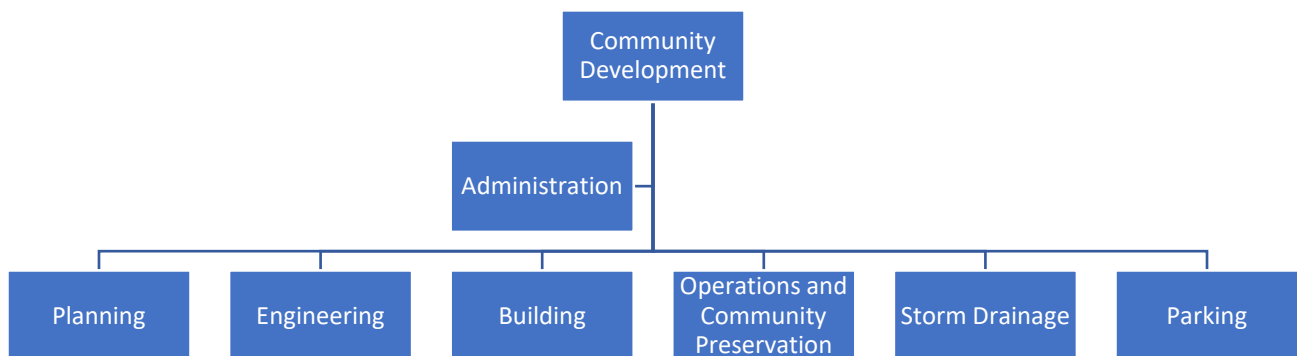 Community
Development
Administration
Planning
Engineering
Building
Operations and
Community
Preservation
Storm Drainage
Parking